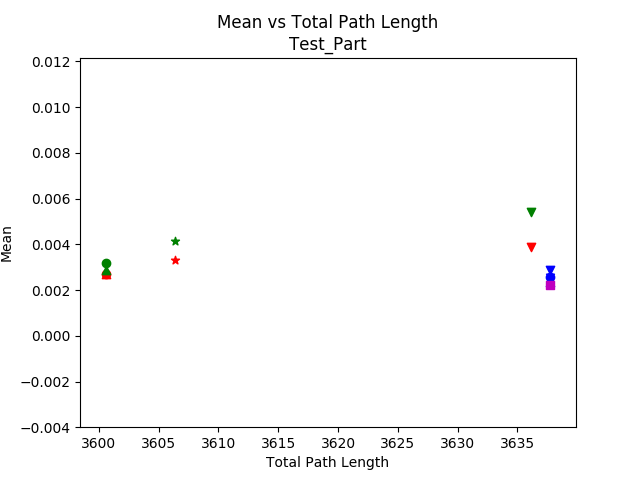 Mean vs Total Path Length
Test_Part
0.012
0.010
0.008
0.006
0.004
0.002
0.000
−0.002
−0.004
Mean
3600 3605 3610 3615 3620 3625 3630 3635
Total Path Length